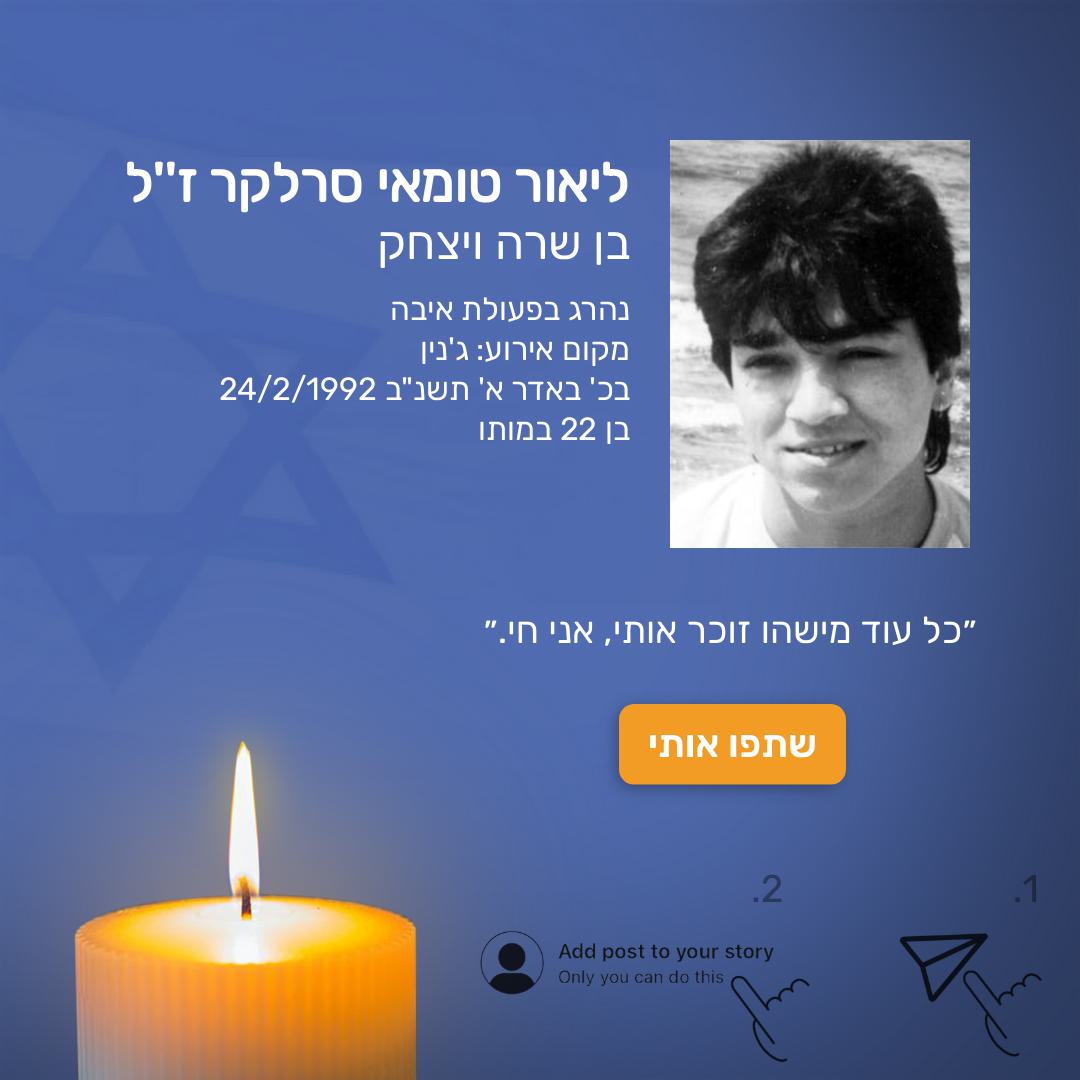 ליאור טומאי סרלקר ז"ל
בן שרה ויצחק
נהרג בפעולת איבה
מקום אירוע: ג'נין
בכ' באדר א' תשנ"ב 24/2/1992
בן 22 במותו
"כל עוד מישהו זוכר אותי, אני חי."
שתפו אותי
1.
2.
Add post to your story
Only you can do this